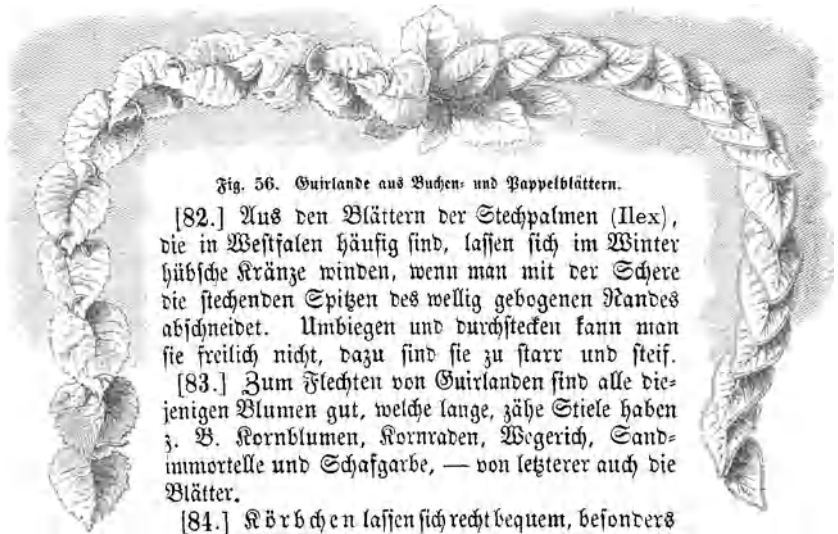 Fig. 56. Guirlande aus Buchen- und Pappelblättern.
[82.] Aus den Blättern der Stechpalmen (Ilex),
die in Westfalen häufig sind, lassen sich im Winter
hübsche Kränze winden, wenn man mit der Schere
die stechenden Spitzen des wellig gebogenen Randes
abschneidet. Umbiegen und durchstecken kann man
sie freilich nicht, dazu sind sie zu starr und steif.
[83.] Zum Flechten von Guirlanden sind alle die-
jenigen Blumen gut, welche lange, zähe Stiele haben
z. B. Kornblumen, Kornraden, Wegerich, Sand-
immortelle und Schafgarbe, — von letzterer auch die
Blätter.
[84.] Körbchen lassen sich recht bequem, besonders